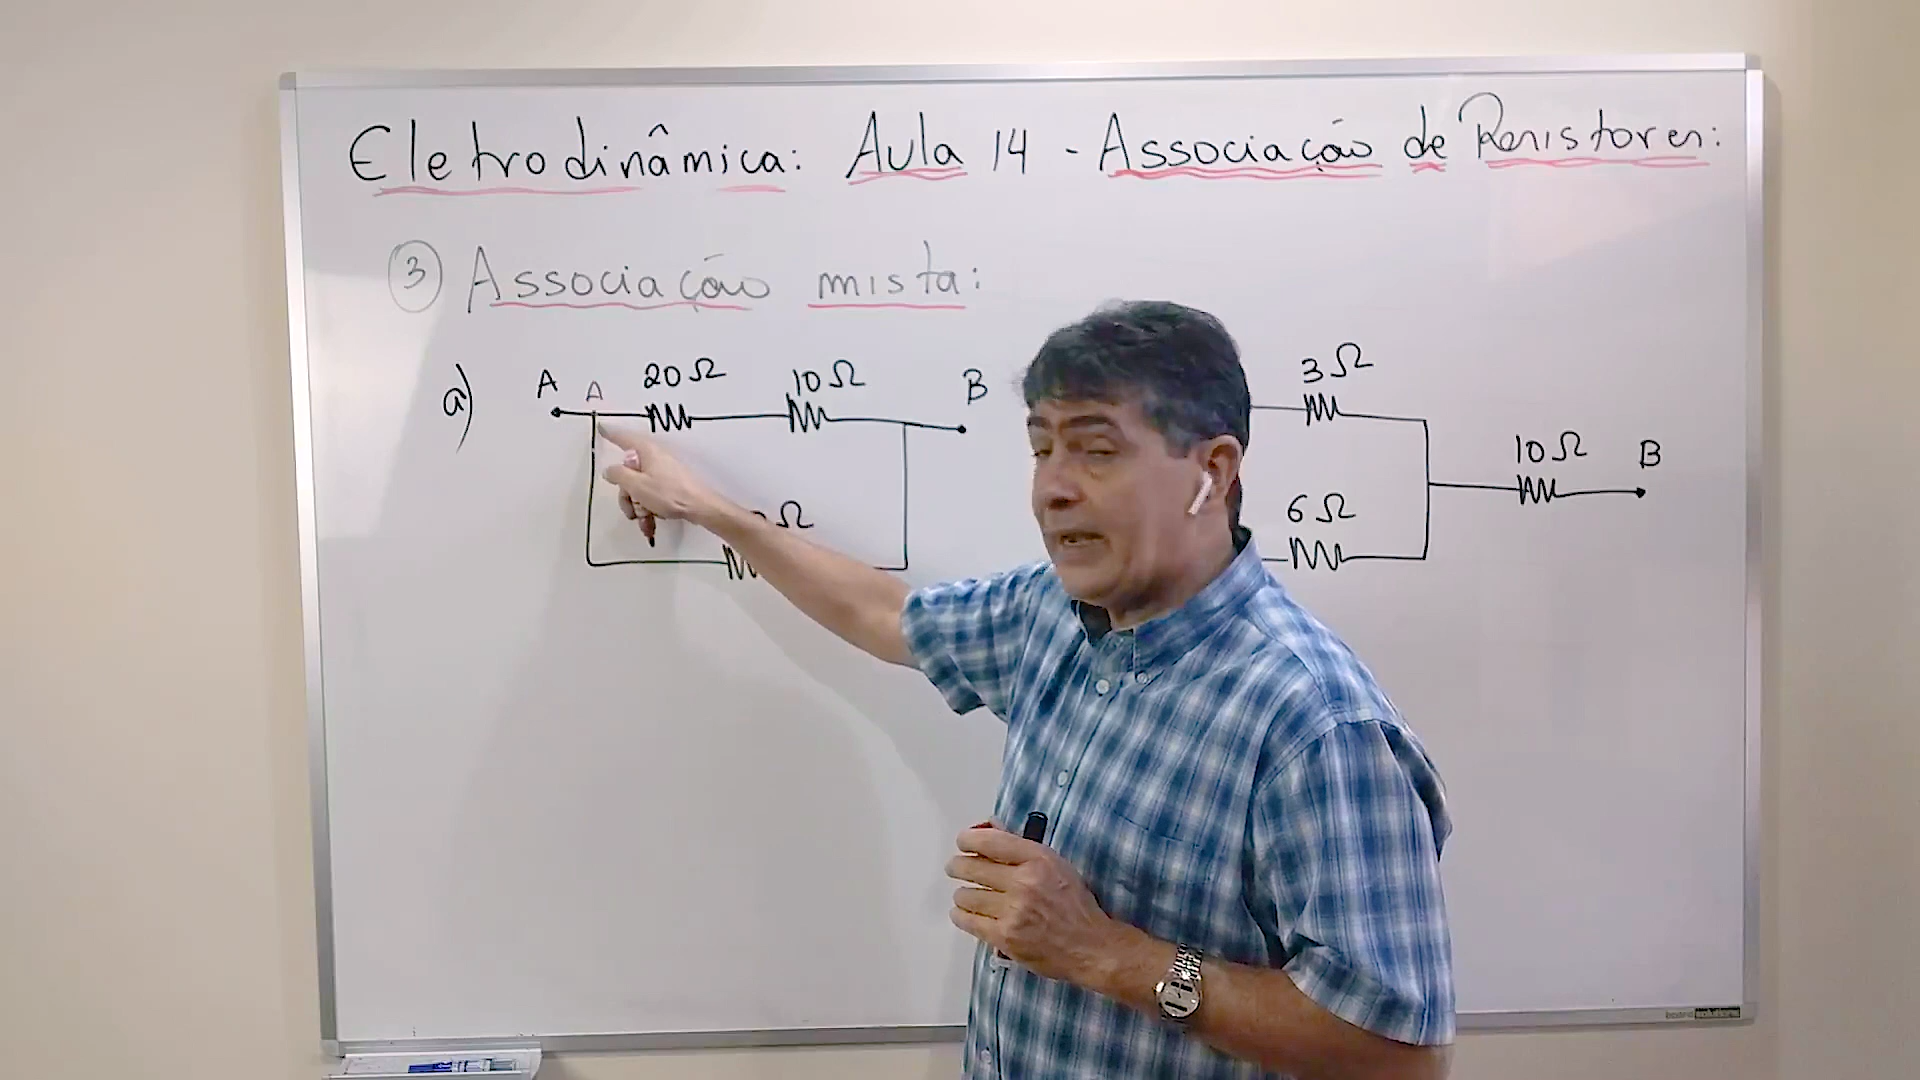 Eletrodinâmica: Aula 14 - Associação de Resistores:
③ Associação mista:
a) A A 20Ω 10Ω B
Ω
3Ω
6Ω
10Ω B